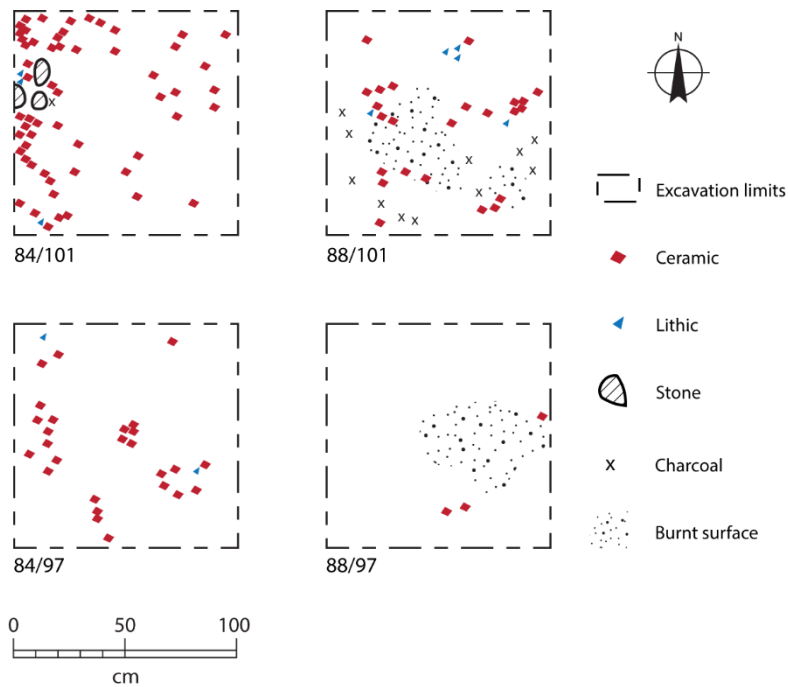 N
84/101
88/101
Excavation limits
Ceramic
Lithic
Stone
x Charcoal
Burnt surface
84/97
88/97
0 50 100
cm